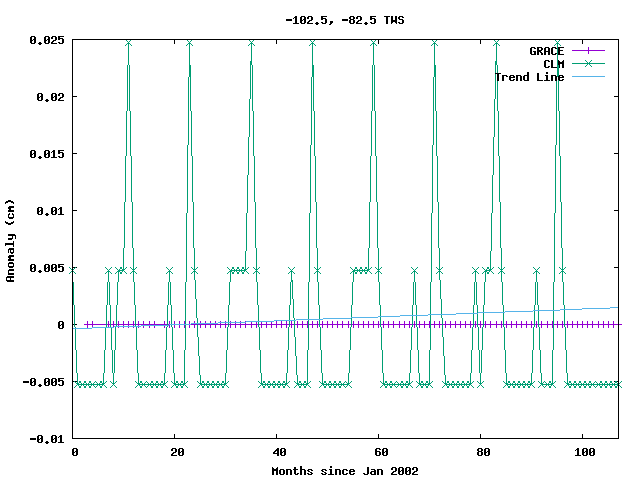 -102.5, -82.5 TWS
0.025
0.02
0.015
0.01
0.005
0
-0.005
-0.01
GRACE
CLM
Trend Line
Anomaly (cm)
0 20 40 60 80 100
Months since Jan 2002